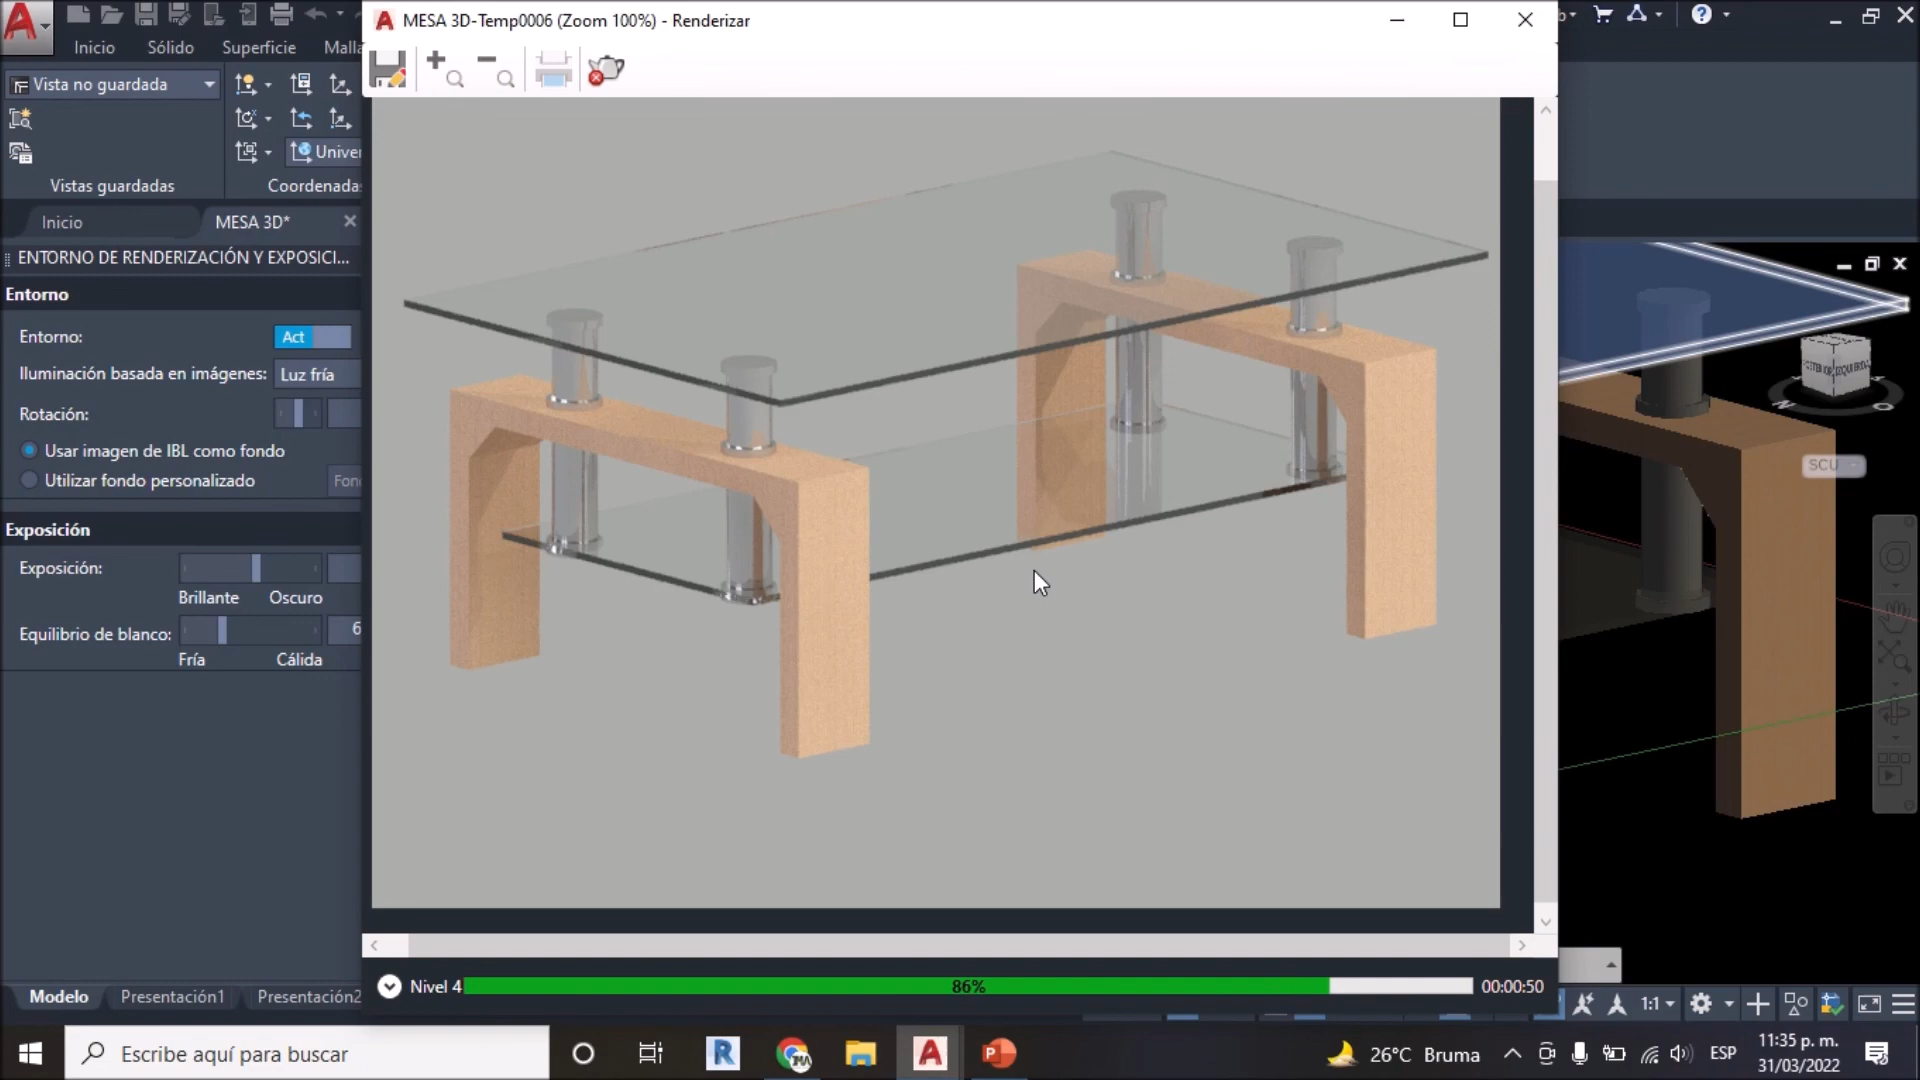 MESA 3D-Temp0006 (Zoom 100%) - Renderizar
Inicio
Sólido
Superficie
Malla
Vista no guardada
Univer
Vistas guardadas
Coordenadas
Inicio
MESA 3D*
ENTORNO DE RENDERIZACIÓN Y EXPOSICI...
Entorno
Entorno:
Act
Iluminación basada en imágenes:
Luz fría
Rotación:
Usar imagen de IBL como fondo
Utilizar fondo personalizado
Fon
Exposición
Exposición:
Brillante
Oscuro
Equilibrio de blanco:
6
Fría
Cálida
SCU
Nivel 4
86%
00:00:50
Modelo
Presentación1
Presentación2
1:1
Escribe aquí para buscar
26°C Bruma
ESP
11:35 p. m.
31/03/2022